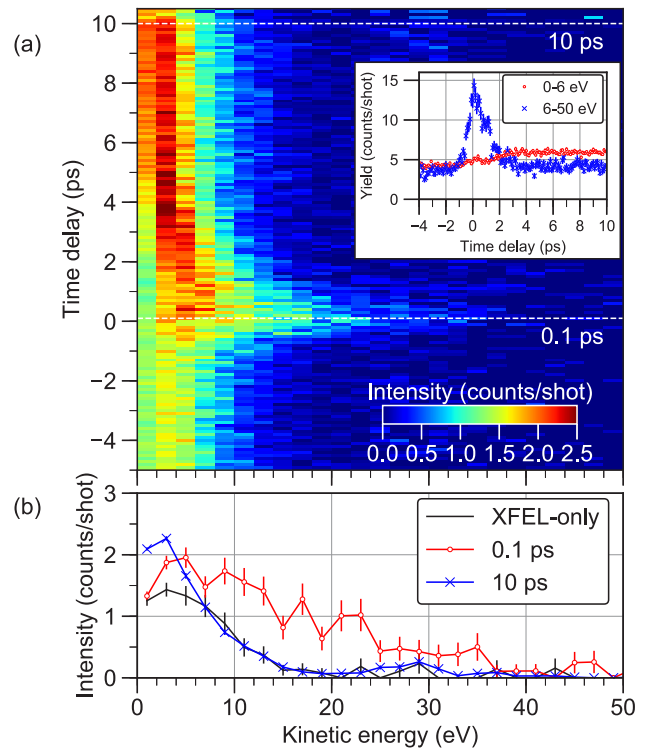 (a)
10 ps
15
10
5
0
Yield (counts/shot)
0-6 eV
6-50 eV
−4 −2 0 2 4 6 8 10
Time delay (ps)
10
8
6
4
2
0
−2
−4
Time delay (ps)
0.1 ps
Intensity (counts/shot)
0.0 0.5 1.0 1.5 2.0 2.5
(b)
3
2
1
0
Intensity (counts/shot)
XFEL-only
0.1 ps
10 ps
0 10 20 30 40 50
Kinetic energy (eV)